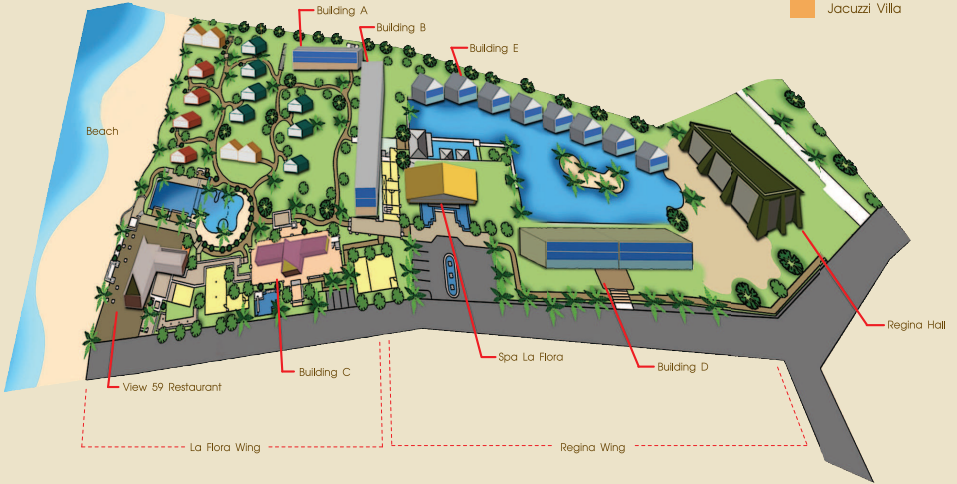 Jacuzzi Villa
Building A
Building B
Building E
Beach
Regina Hall
Spa La Flora
Building D
Building C
View 59 Restaurant
La Flora Wing
Regina Wing